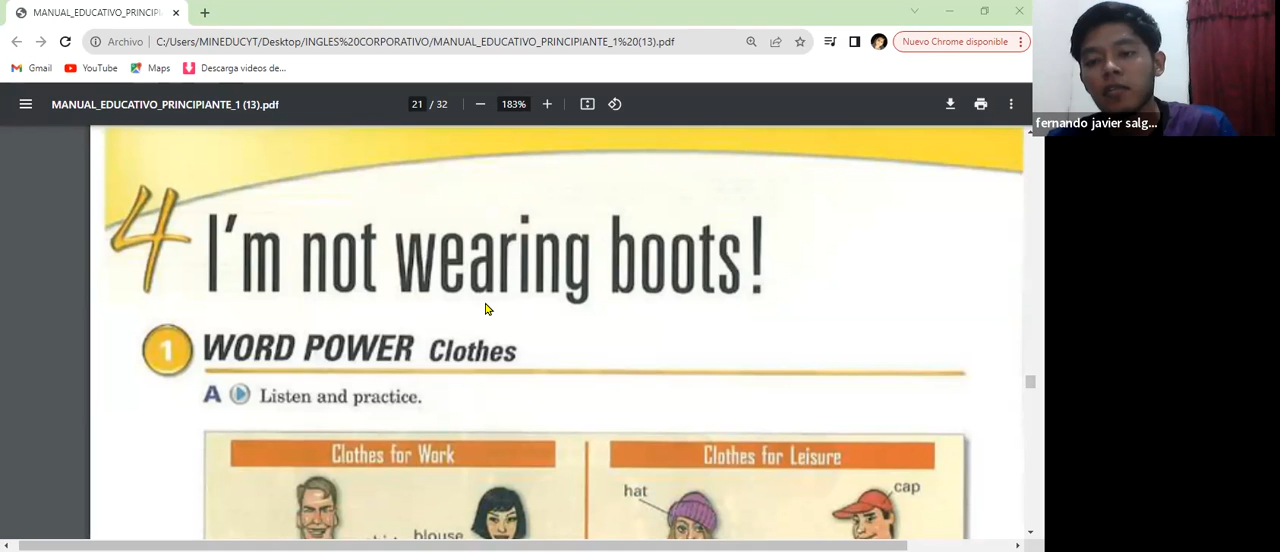 MANUAL_EDUCATIVO_PRINCIPI
Archivo C:/Users/MINEDUCYT/Desktop/INGLES%20CORPORATIVO/MANUAL_EDUCATIVO_PRINCIPIANTE_1%20(13).pdf
Nuevo Chrome disponible
Gmail YouTube Maps Descarga videos de...
MANUAL_EDUCATIVO_PRINCIPIANTE_1 (13).pdf 21 / 32 183%
fernando javier salg...
4 I'm not wearing boots!
1 WORD POWER Clothes
A Listen and practice.
Clothes for Work
Clothes for Leisure
hat
cap
blouse